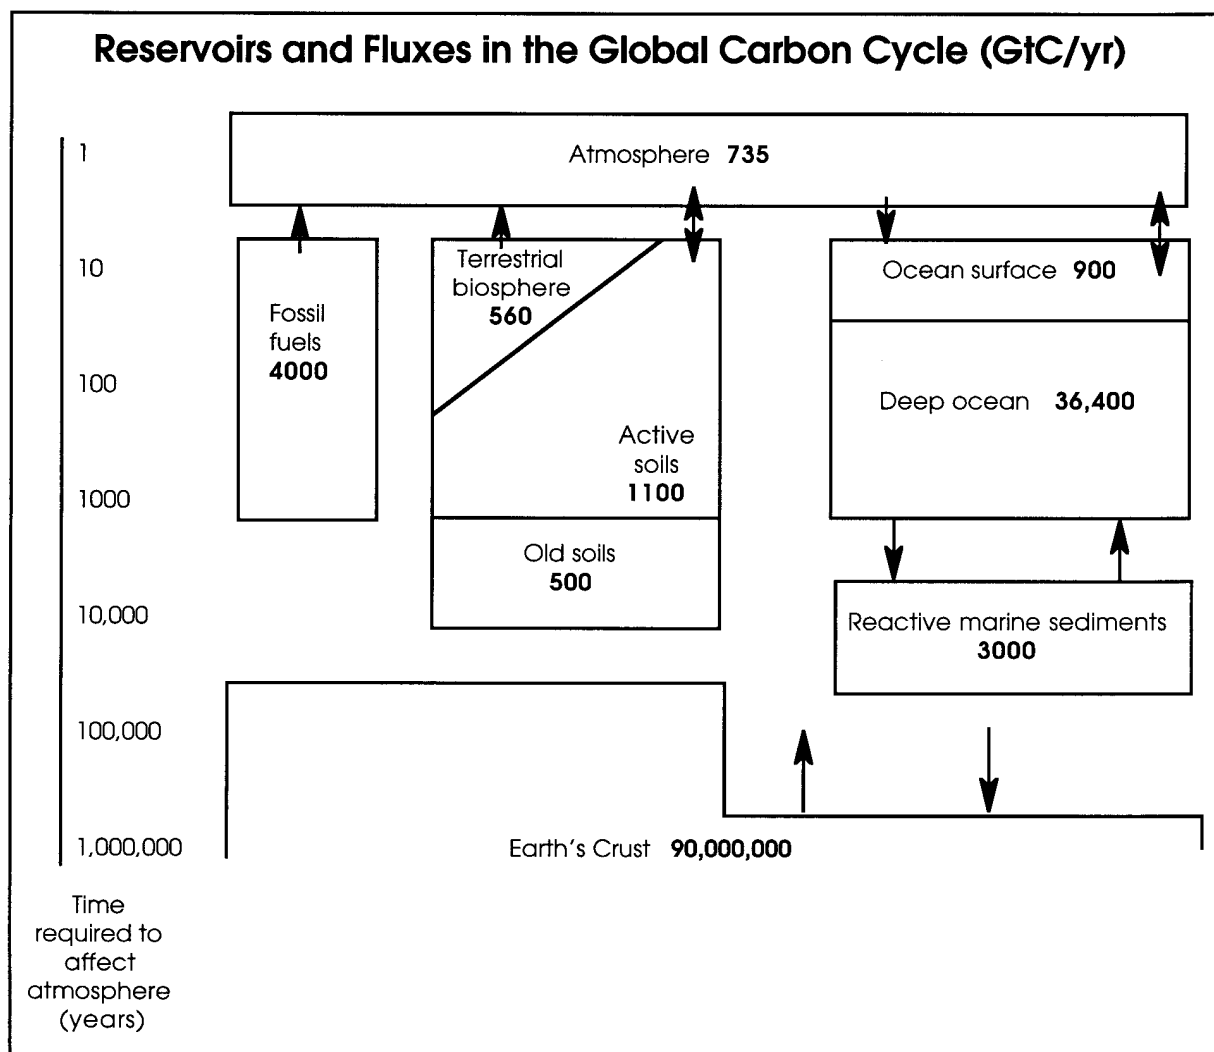 Reservoirs and Fluxes in the Global Carbon Cycle (GtC/yr)
1
Atmosphere 735
10
Terrestrial
biosphere
560
Ocean surface 900
Fossil
fuels
4000
100
Deep ocean 36,400
Active
soils
1100
1000
Old soils
500
10,000
Reactive marine sediments
3000
100,000
1,000,000
Earth's Crust 90,000,000
Time
required to
affect
atmosphere
(years)